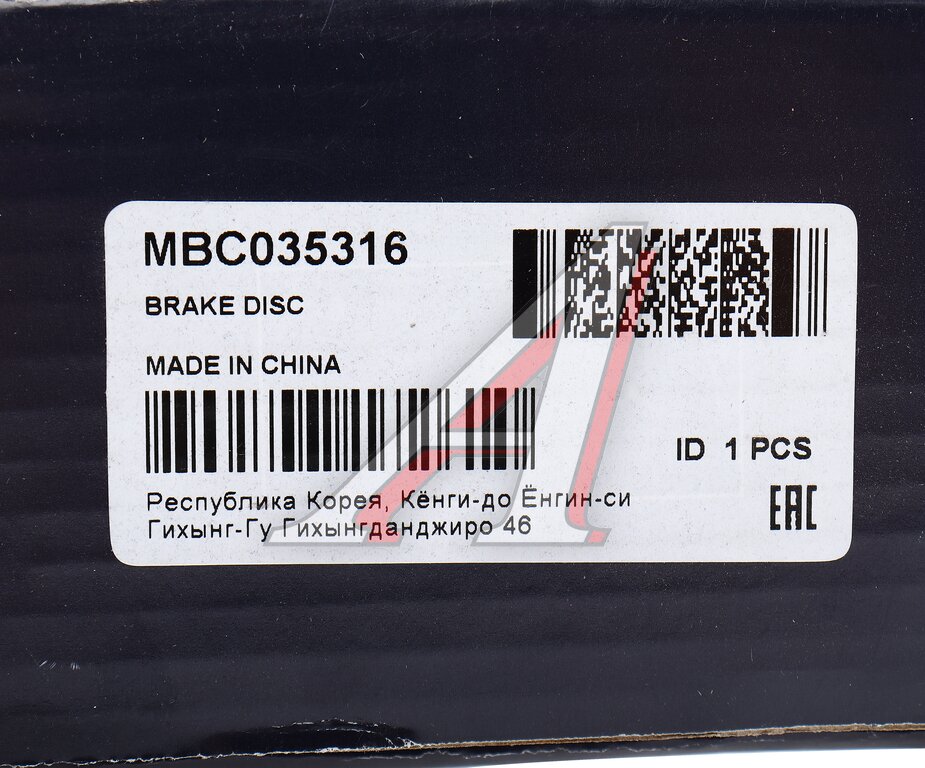 MBC035316
BRAKE DISC
MADE IN CHINA
ID 1 PCS
Республика Корея, Кёнги-до Ёнгин-си
Гихынг-Гу Гихынгданджиро 46
EAC